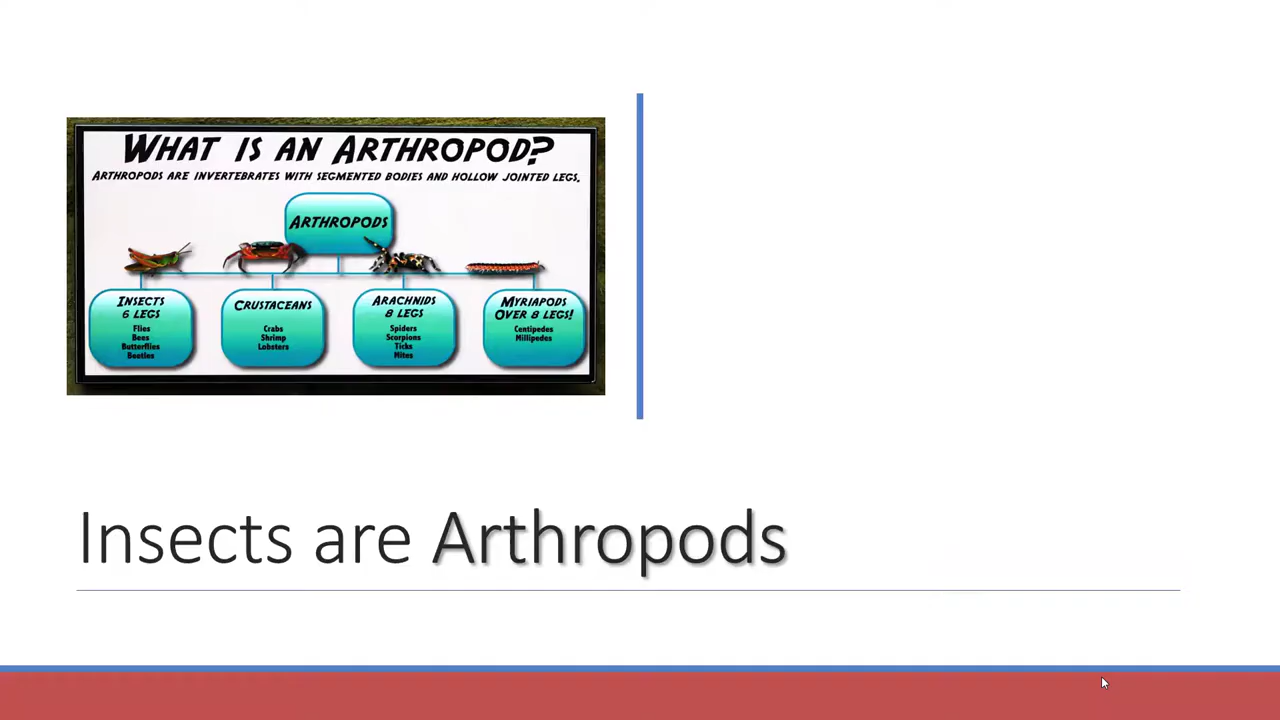 What is an Arthropod?
Arthropods are invertebrates with segmented bodies and hollow jointed legs.
Arthropods
Insects
6 legs
Flies
Bees
Butterflies
Beetles
Crustaceans
Crabs
Shrimp
Lobsters
Arachnids
8 legs
Spiders
Scorpions
Ticks
Mites
Myriapods
Over 8 legs!
Centipedes
Millipedes
Insects are Arthropods